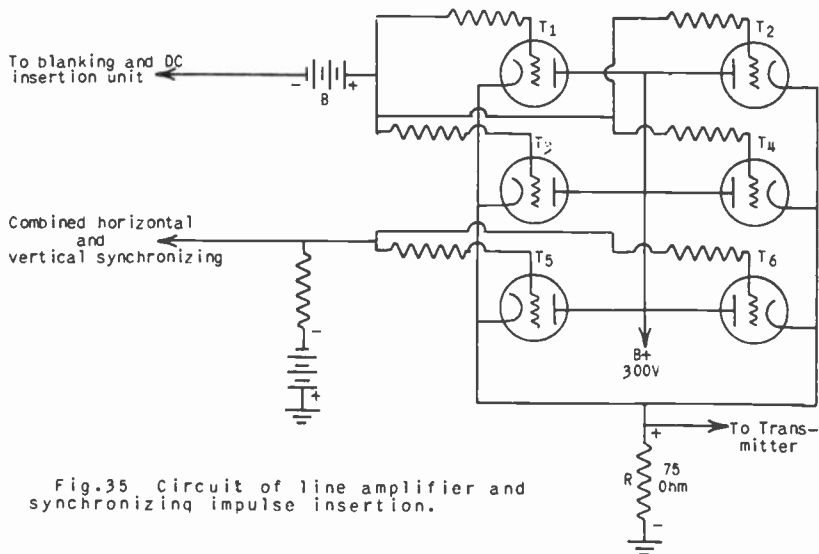 T1
T2
To blanking and DC
insertion unit
- B +
T3
T4
Combined horizontal
and
vertical synchronizing
T5
T6
-
+
B+
300V
+
To Trans-
mitter
R 75
Ohm
-
Fig.35 Circuit of line amplifier and
synchronizing impulse insertion.